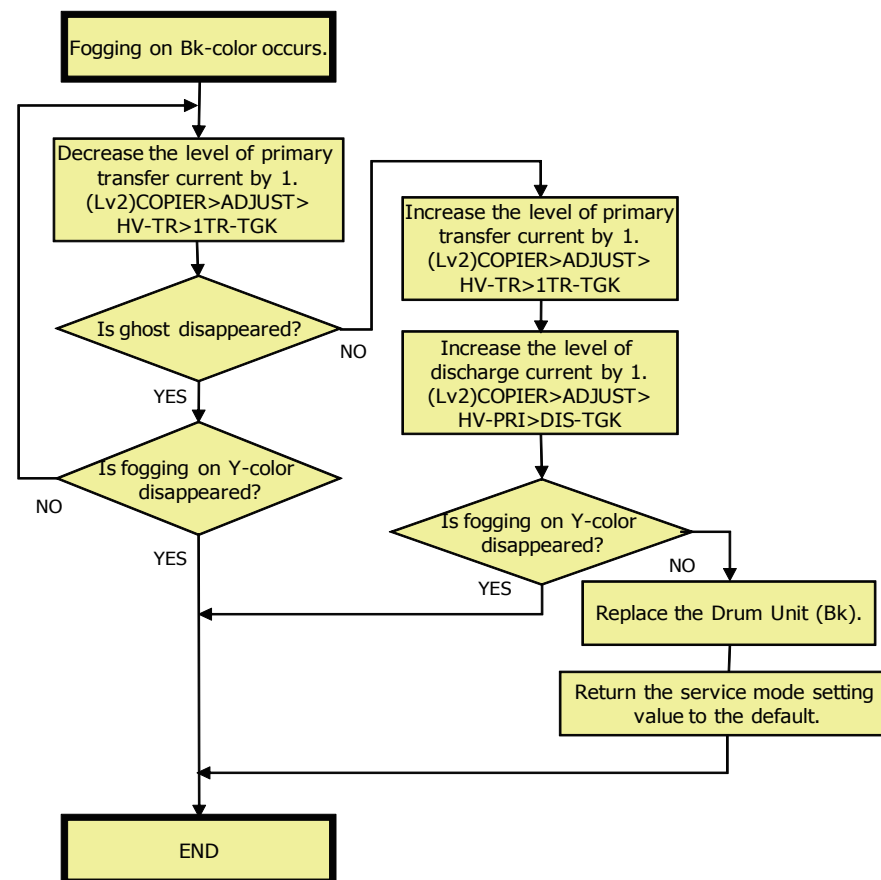 Fogging on Bk-color occurs.
Decrease the level of primary
transfer current by 1.
(Lv2)COPIER>ADJUST>
HV-TR>1TR-TGK
Is ghost disappeared?
NO
YES
Is fogging on Y-color
disappeared?
NO
YES
Increase the level of primary
transfer current by 1.
(Lv2)COPIER>ADJUST>
HV-TR>1TR-TGK
Increase the level of
discharge current by 1.
(Lv2)COPIER>ADJUST>
HV-PRI>DIS-TGK
Is fogging on Y-color
disappeared?
NO
YES
Replace the Drum Unit (Bk).
Return the service mode setting
value to the default.
END